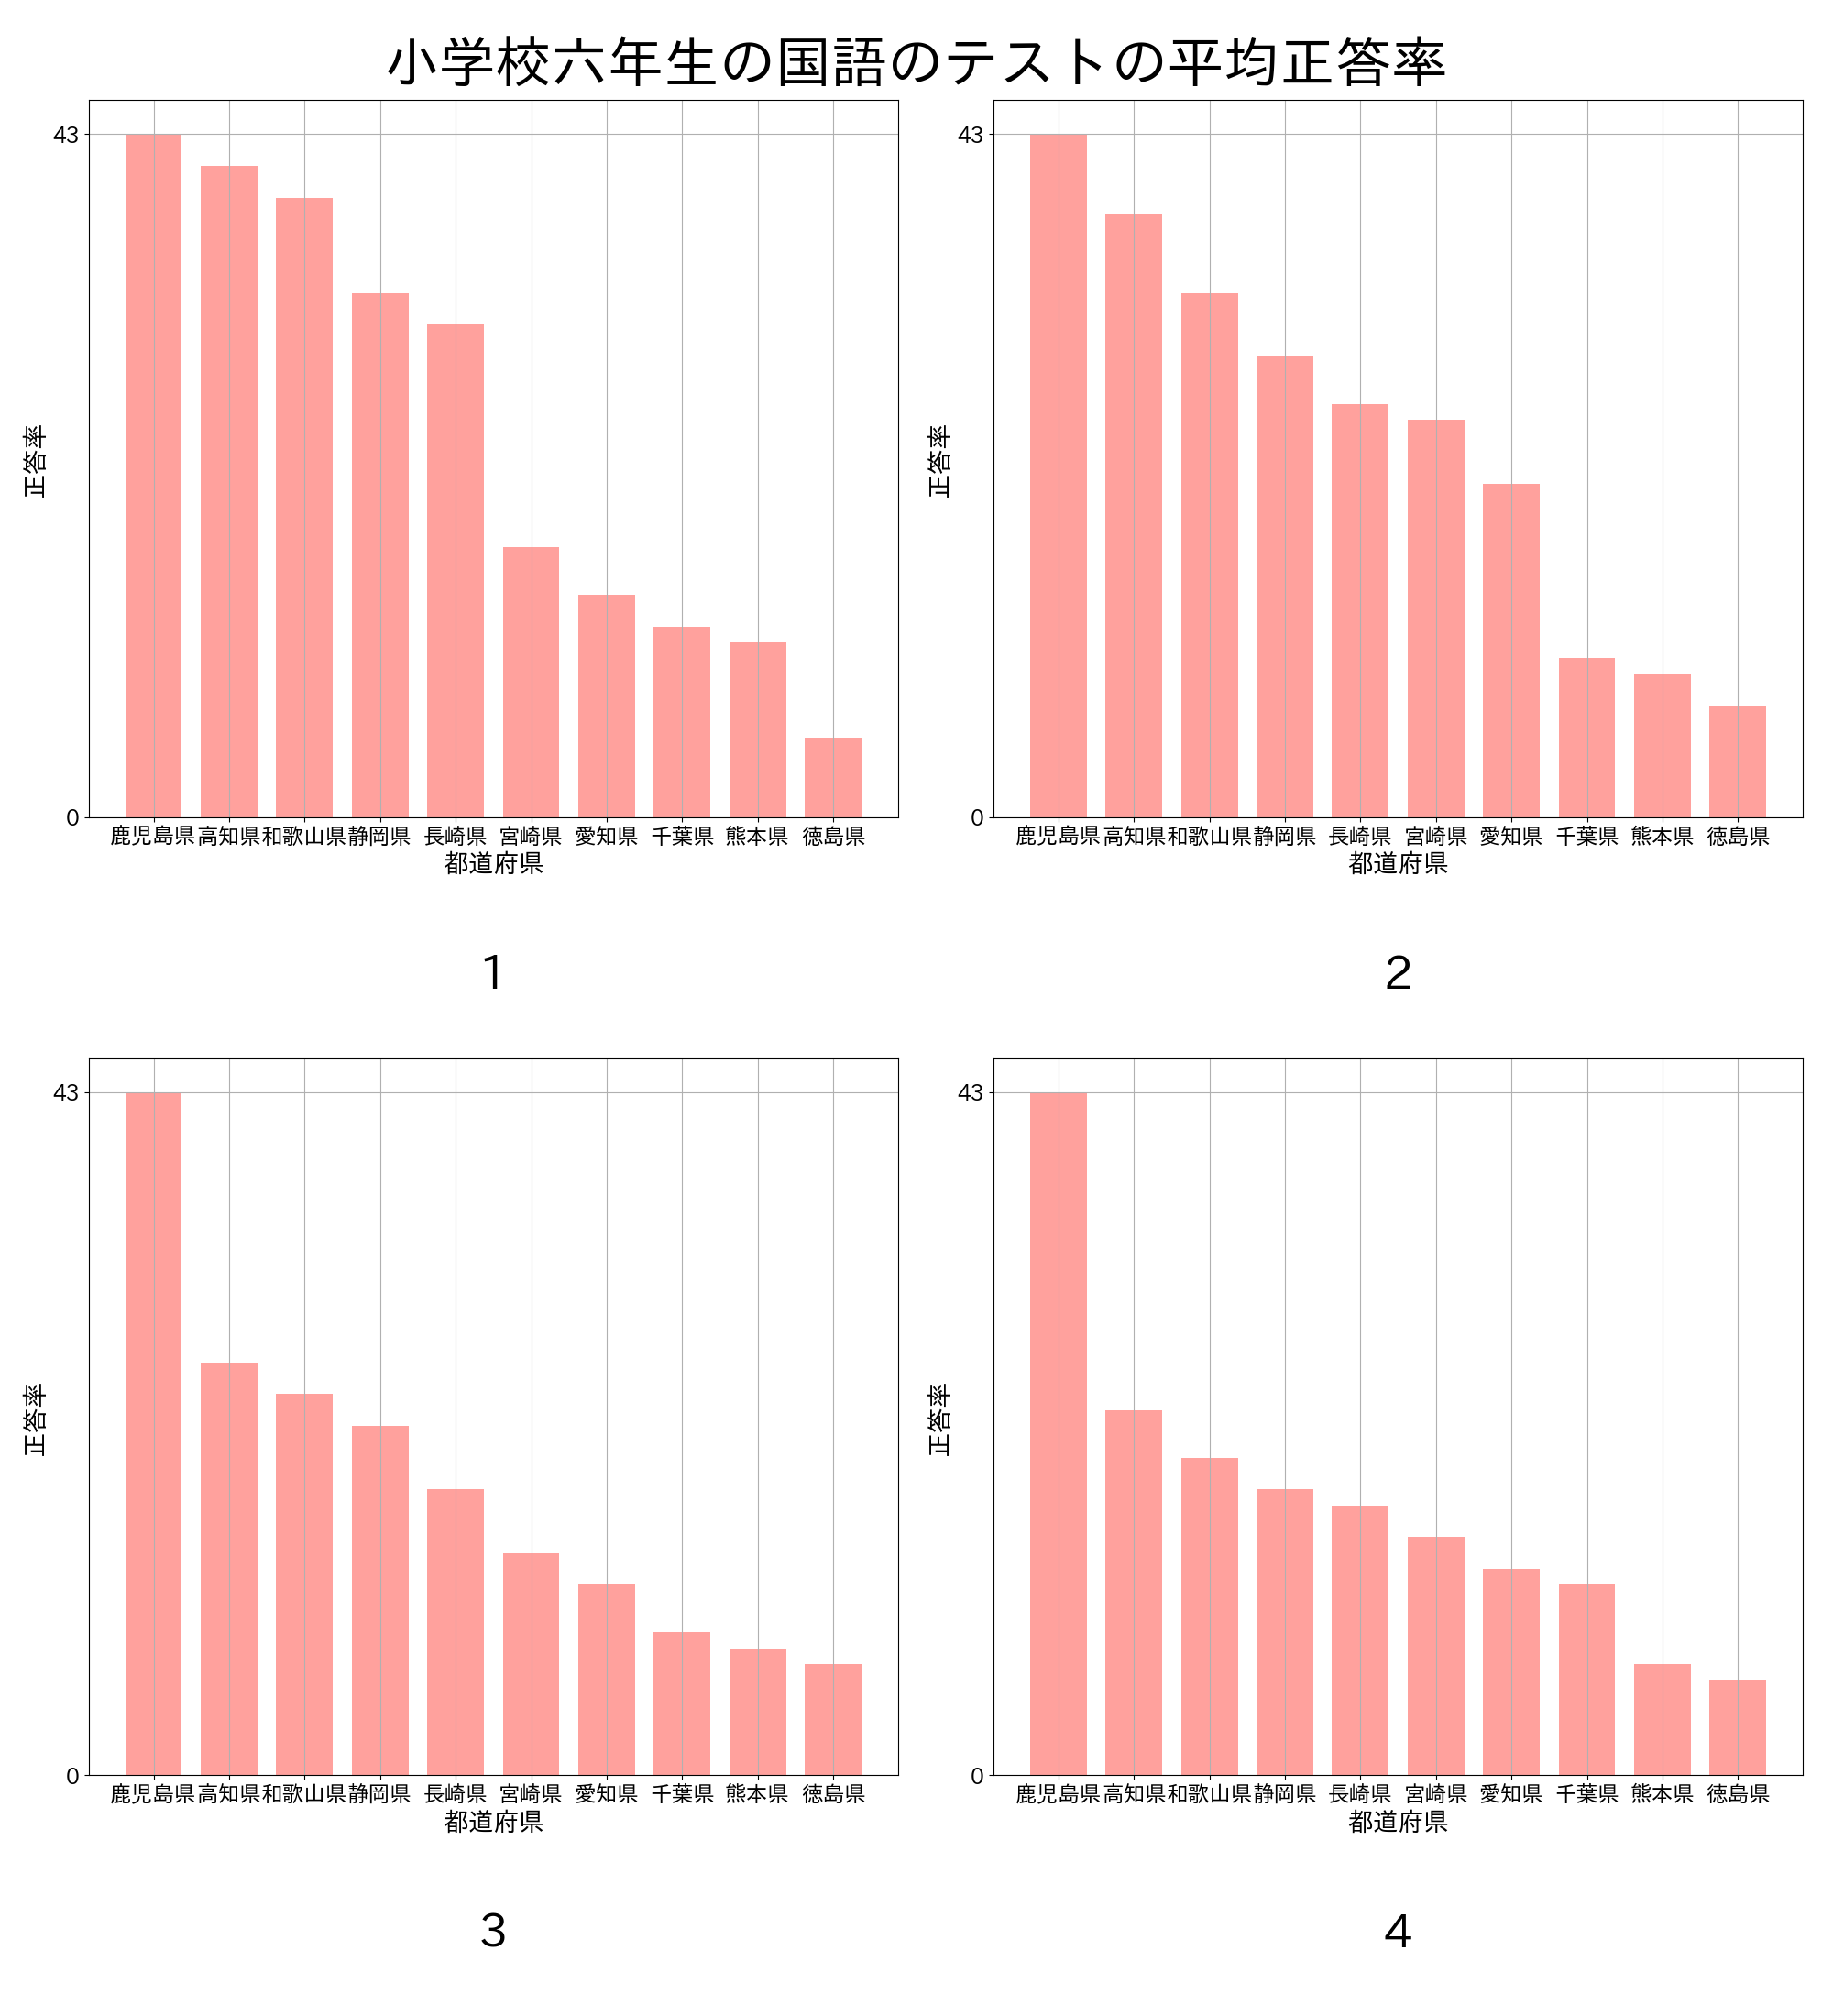 小学校六年生の国語のテストの平均正答率
43
0
正答率
鹿児島県 高知県 和歌山県 静岡県 長崎県 宮崎県 愛知県 千葉県 熊本県 徳島県
都道府県
1
43
0
正答率
鹿児島県 高知県 和歌山県 静岡県 長崎県 宮崎県 愛知県 千葉県 熊本県 徳島県
都道府県
2
43
0
正答率
鹿児島県 高知県 和歌山県 静岡県 長崎県 宮崎県 愛知県 千葉県 熊本県 徳島県
都道府県
3
43
0
正答率
鹿児島県 高知県 和歌山県 静岡県 長崎県 宮崎県 愛知県 千葉県 熊本県 徳島県
都道府県
4